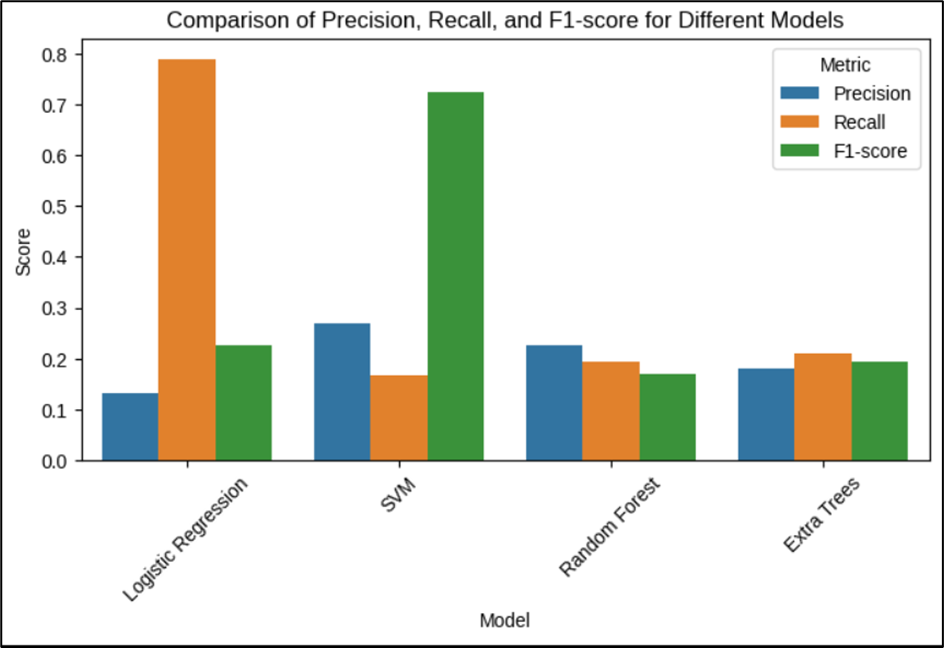 Comparison of Precision, Recall, and F1-score for Different Models
Metric
Precision
Recall
F1-score
Score
0.8
0.7
0.6
0.5
0.4
0.3
0.2
0.1
0.0
Logistic Regression
SVM
Random Forest
Extra Trees
Model